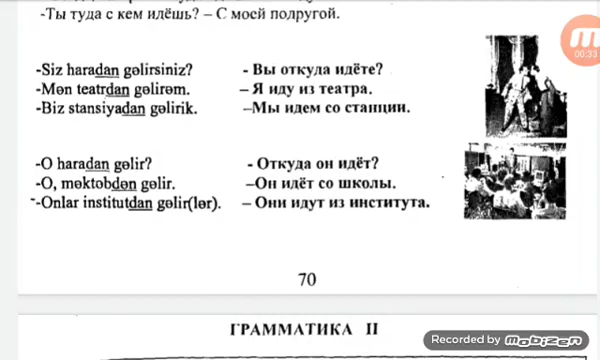 -Ты туда с кем идёшь? – С моей подругой.
00:33
-Siz haradan gəlirsiniz? - Вы откуда идёте?
-Mən teatrdan gəlirəm. – Я иду из театра.
-Biz stansiyadan gəlirik. –Мы идем со станции.
-O haradan gəlir? - Откуда он идёт?
-O, məktəbdən gəlir. –Он идёт со школы.
-Onlar institutdan gəlir(lər). – Они идут из института.
70
ГРАММАТИКА II
Recorded by mobizen